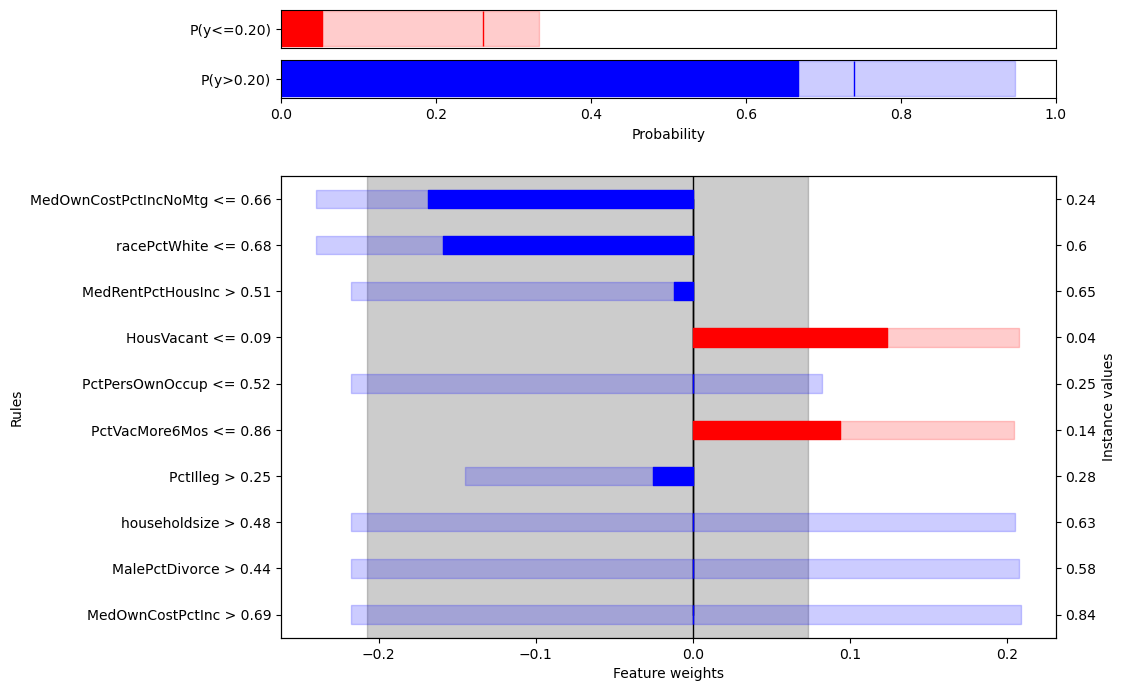 P(y<=0.20)
P(y>0.20)
0.0 0.2 0.4 0.6 0.8 1.0
Probability
MedOwnCostPctIncNoMtg <= 0.66 0.24
racePctWhite <= 0.68 0.6
MedRentPctHousInc > 0.51 0.65
HousVacant <= 0.09 0.04
PctPersOwnOccup <= 0.52 0.25
PctVacMore6Mos <= 0.86 0.14
PctIlleg > 0.25 0.28
householdsize > 0.48 0.63
MalePctDivorce > 0.44 0.58
MedOwnCostPctInc > 0.69 0.84
Rules
Instance values
−0.2 −0.1 0.0 0.1 0.2
Feature weights